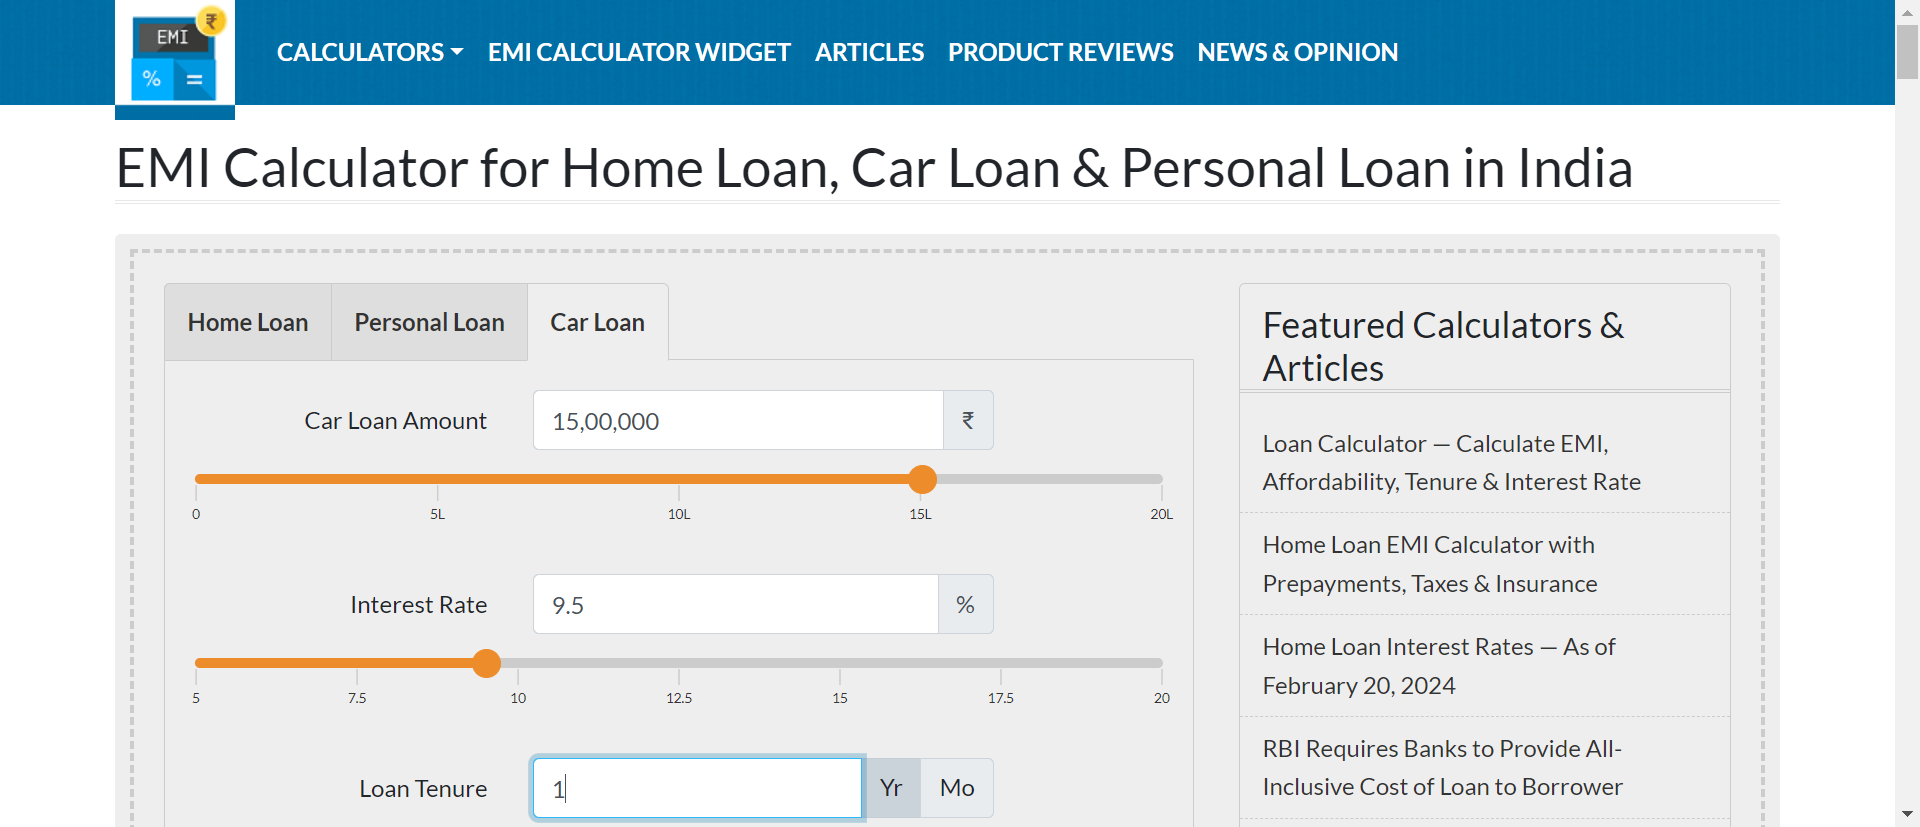 EMI
₹
% =
CALCULATORS EMI CALCULATOR WIDGET ARTICLES PRODUCT REVIEWS NEWS & OPINION
EMI Calculator for Home Loan, Car Loan & Personal Loan in India
Home Loan Personal Loan Car Loan
Car Loan Amount 15,00,000 ₹
0 5L 10L 15L 20L
Interest Rate 9.5 %
5 7.5 10 12.5 15 17.5 20
Loan Tenure 1 Yr Mo
Featured Calculators &
Articles
Loan Calculator — Calculate EMI,
Affordability, Tenure & Interest Rate
Home Loan EMI Calculator with
Prepayments, Taxes & Insurance
Home Loan Interest Rates — As of
February 20, 2024
RBI Requires Banks to Provide All-
Inclusive Cost of Loan to Borrower